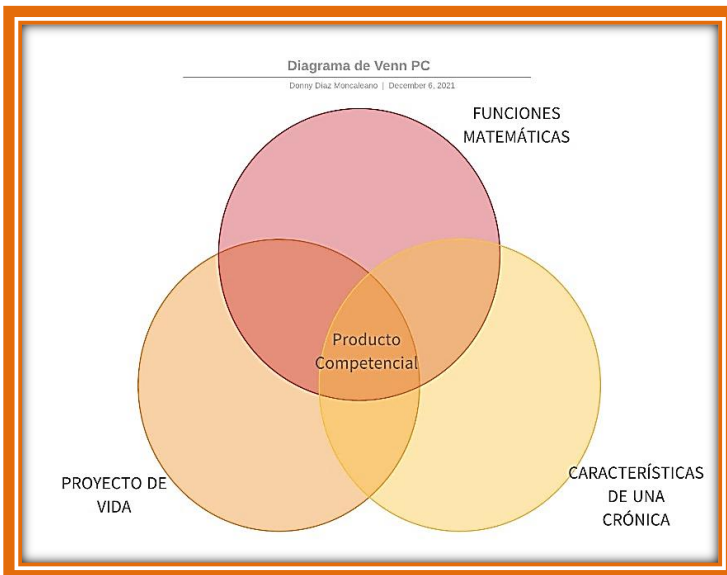 Diagrama de Venn PC
Donny Diaz Moncaleano | December 6, 2021
FUNCIONES
MATEMÁTICAS
Producto
Competencial
PROYECTO DE
VIDA
CARACTERÍSTICAS
DE UNA
CRÓNICA